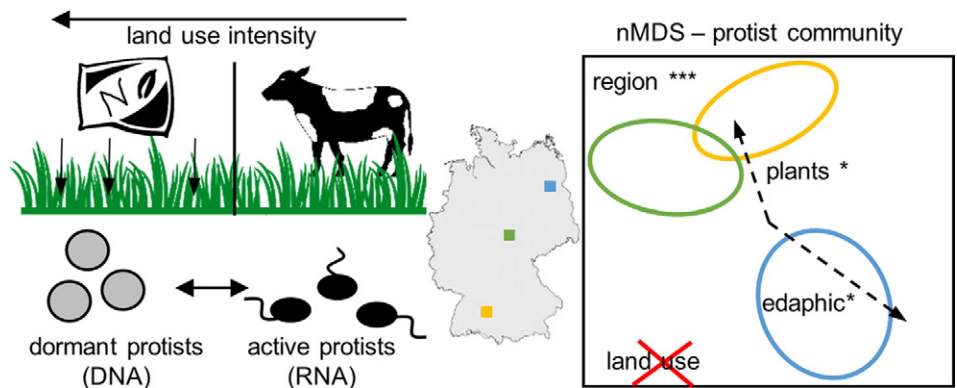 land use intensity
N
dormant protists
(DNA)
active protists
(RNA)
nMDS – protist community
region ***
plants *
edaphic*
land use